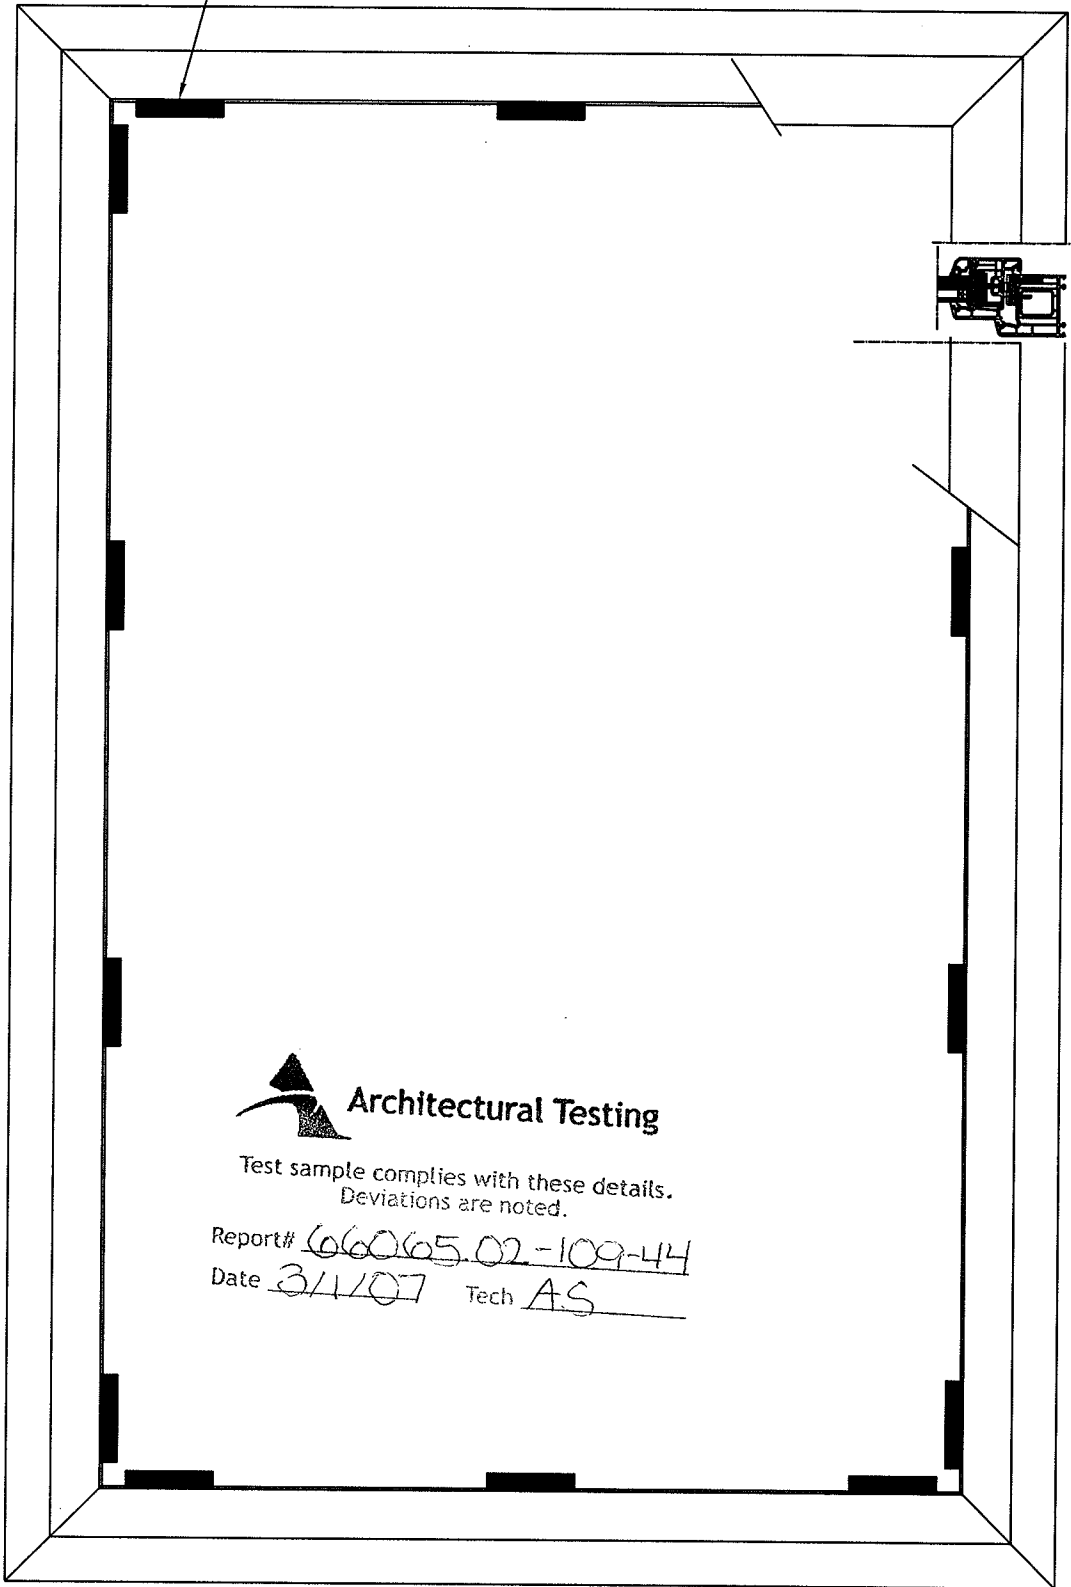 Architectural Testing
Test sample complies with these details.
Deviations are noted.
Report# 66065.02-109-44
Date 3/1/07 Tech AS